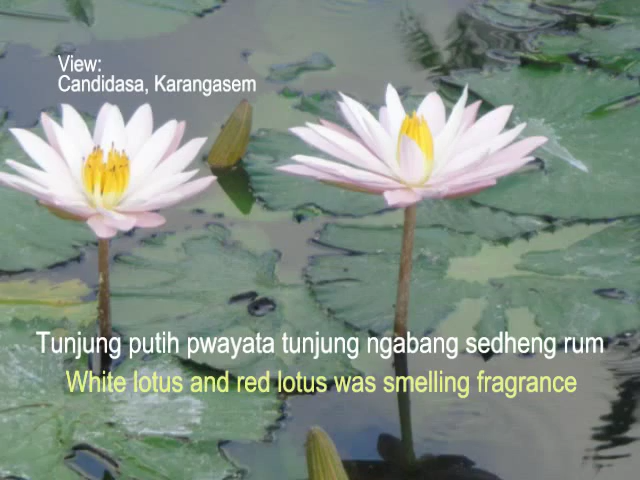 View:
Candidasa, Karangasem
Tunjung putih pwayata tunjung ngabang sedheng rum
White lotus and red lotus was smelling fragrance